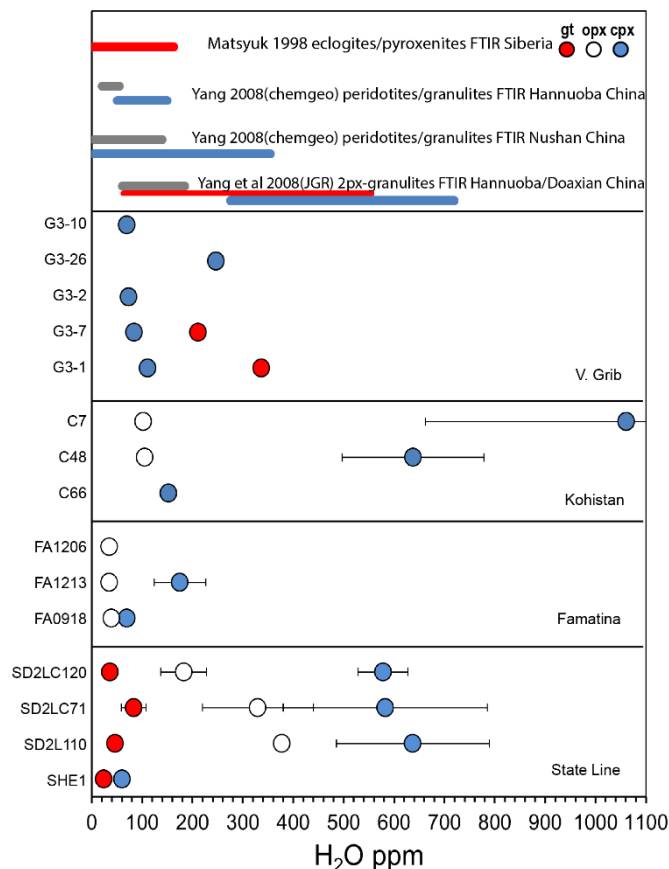 gt opx cpx
Matsyuk 1998 eclogites/pyroxenites FTIR Siberia
Yang 2008(chemgeo) peridotites/granulites FTIR Hannuoba China
Yang 2008(chemgeo) peridotites/granulites FTIR Nushan China
Yang et al 2008(JGR) 2px-granulites FTIR Hannuoba/Doaxian China
G3-10
G3-26
G3-2
G3-7
G3-1
V. Grib
C7
C48
C66
Kohistan
FA1206
FA1213
FA0918
Famatina
SD2LC120
SD2LC71
SD2L110
SHE1
State Line
0 100 200 300 400 500 600 700 800 900 1000 1100
H₂O ppm